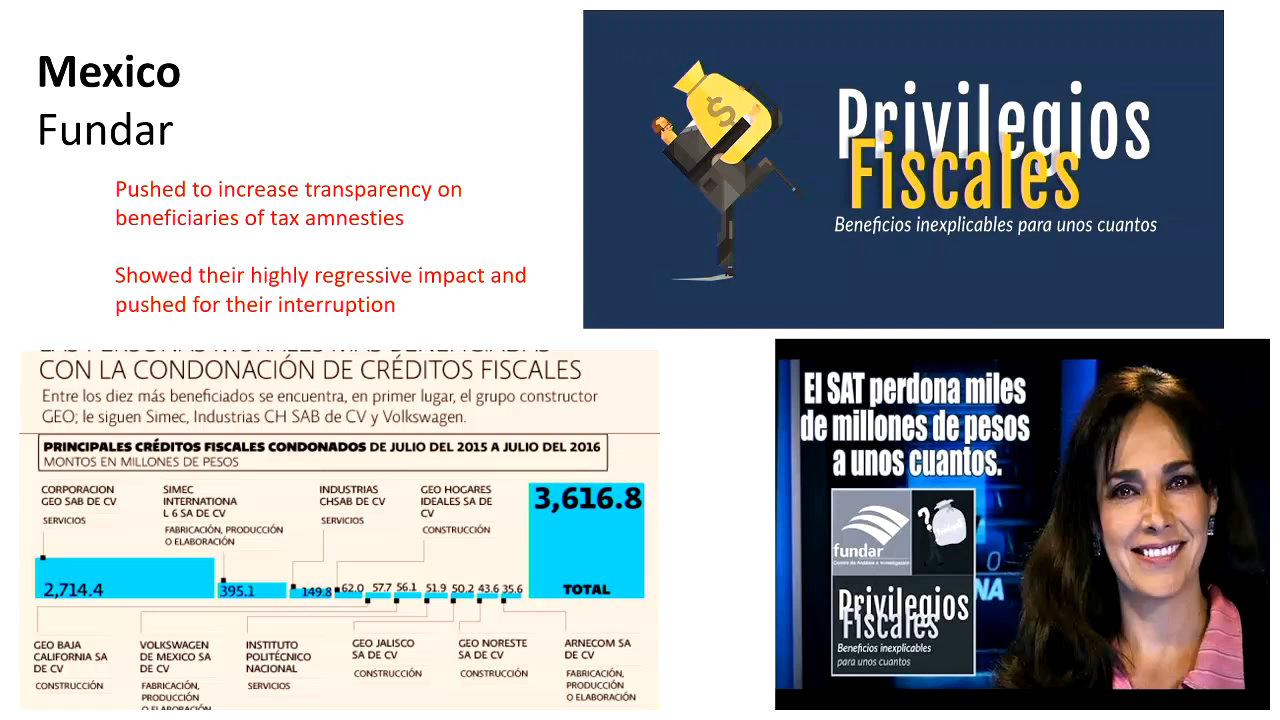 Mexico
Fundar
Pushed to increase transparency on
beneficiaries of tax amnesties
Showed their highly regressive impact and
pushed for their interruption
Privilegios
Fiscales
Beneficios inexplicables para unos cuantos
CON LA CONDONACIÓN DE CRÉDITOS FISCALES
Entre los diez más beneficiados se encuentra, en primer lugar, el grupo constructor
GEO; le siguen Simec, Industrias CH SAB de CV y Volkswagen.
PRINCIPALES CRÉDITOS FISCALES CONDONADOS DE JULIO DEL 2015 A JULIO DEL 2016
MONTOS EN MILLONES DE PESOS
CORPORACION
GEO SAB DE CV
SERVICIOS
SIMEC
INTERNATIONA
L 6 SA DE CV
FABRICACIÓN, PRODUCCIÓN
O ELABORACIÓN
INDUSTRIAS
CHSAB DE CV
SERVICIOS
GEO HOGARES
IDEALES SA DE
CV
CONSTRUCCIÓN
3,616.8
TOTAL
2,714.4
395.1
149.8
62.0
57.7
56.1
51.9
50.2
43.6
35.6
GEO BAJA
CALIFORNIA SA
DE CV
CONSTRUCCIÓN
VOLKSWAGEN
DE MEXICO SA
DE CV
FABRICACIÓN,
PRODUCCIÓN
O ELABORACIÓN
INSTITUTO
POLITÉCNICO
NACIONAL
SERVICIOS
GEO JALISCO
SA DE CV
CONSTRUCCIÓN
GEO NORESTE
SA DE CV
CONSTRUCCIÓN
ARNECOM SA
DE CV
FABRICACIÓN,
PRODUCCIÓN
O ELABORACIÓN
El SAT perdona miles
de millones de pesos
a unos cuantos.
fundar
Centro de Análisis e Investigación
Privilegios
Fiscales
Beneficios inexplicables
para unos cuantos